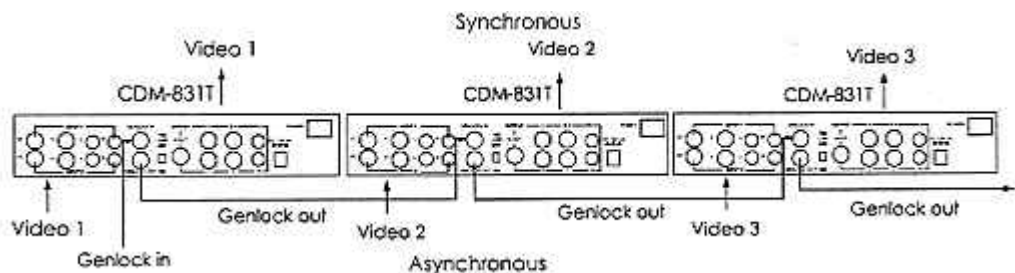 Synchronous
Video 1
Video 2
Video 3
CDM-831T
CDM-831T
CDM-831T
Genlock out
Genlock out
Genlock out
Video 1
Video 2
Video 3
Genlock in
Asynchronous